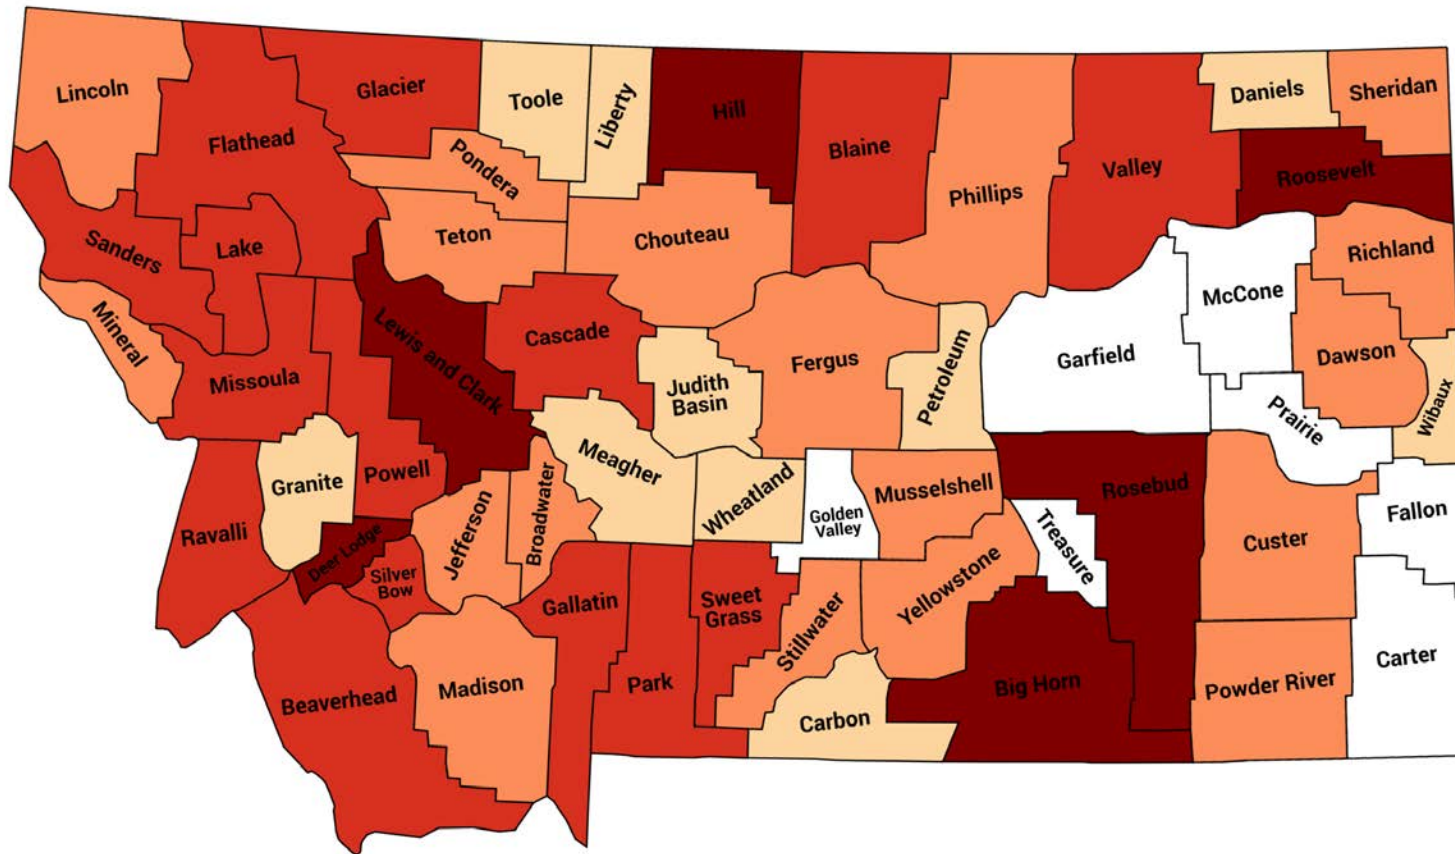 Lincoln
Flathead
Glacier
Toole
Liberty
Hill
Blaine
Phillips
Valley
Daniels
Sheridan
Roosevelt
Pondera
Teton
Chouteau
Sanders
Lake
Richland
McCone
Mineral
Missoula
Lewis and Clark
Cascade
Judith
Basin
Fergus
Petroleum
Garfield
Dawson
Prairie
Wibaux
Granite
Powell
Meagher
Wheatland
Golden
Valley
Musselshell
Rosebud
Treasure
Custer
Fallon
Ravalli
Deer Lodge
Silver
Bow
Jefferson
Broadwater
Gallatin
Park
Sweet
Grass
Stillwater
Yellowstone
Beaverhead
Madison
Carbon
Big Horn
Powder River
Carter